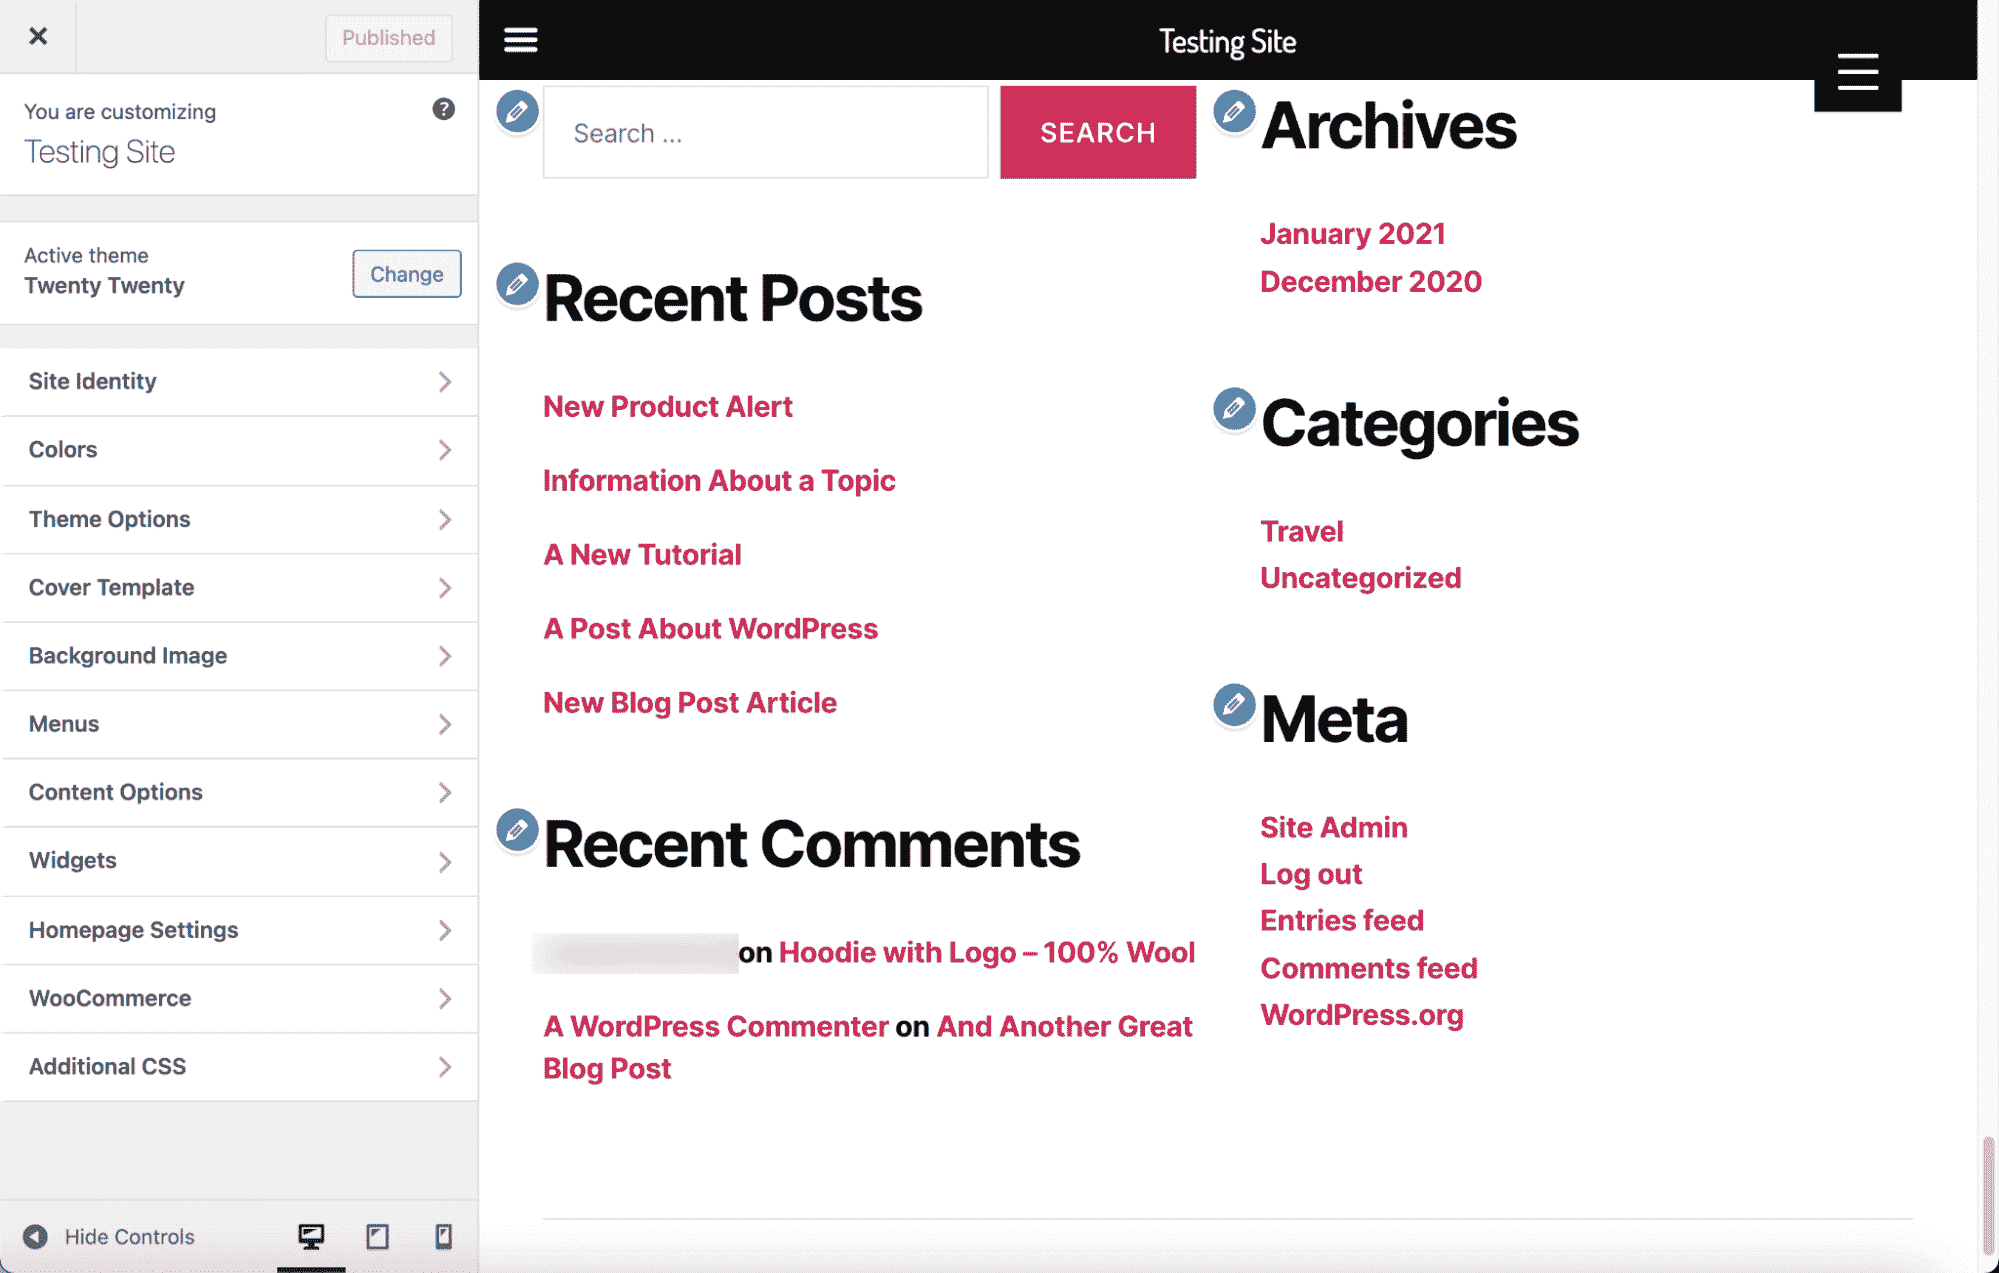 Published
You are customizing
Testing Site
Active theme
Twenty Twenty
Change
Site Identity
Colors
Theme Options
Cover Template
Background Image
Menus
Content Options
Widgets
Homepage Settings
WooCommerce
Additional CSS
Hide Controls
Testing Site
Search ...
SEARCH
Recent Posts
New Product Alert
Information About a Topic
A New Tutorial
A Post About WordPress
New Blog Post Article
Recent Comments
on Hoodie with Logo – 100% Wool
A WordPress Commenter on And Another Great
Blog Post
Archives
January 2021
December 2020
Categories
Travel
Uncategorized
Meta
Site Admin
Log out
Entries feed
Comments feed
WordPress.org